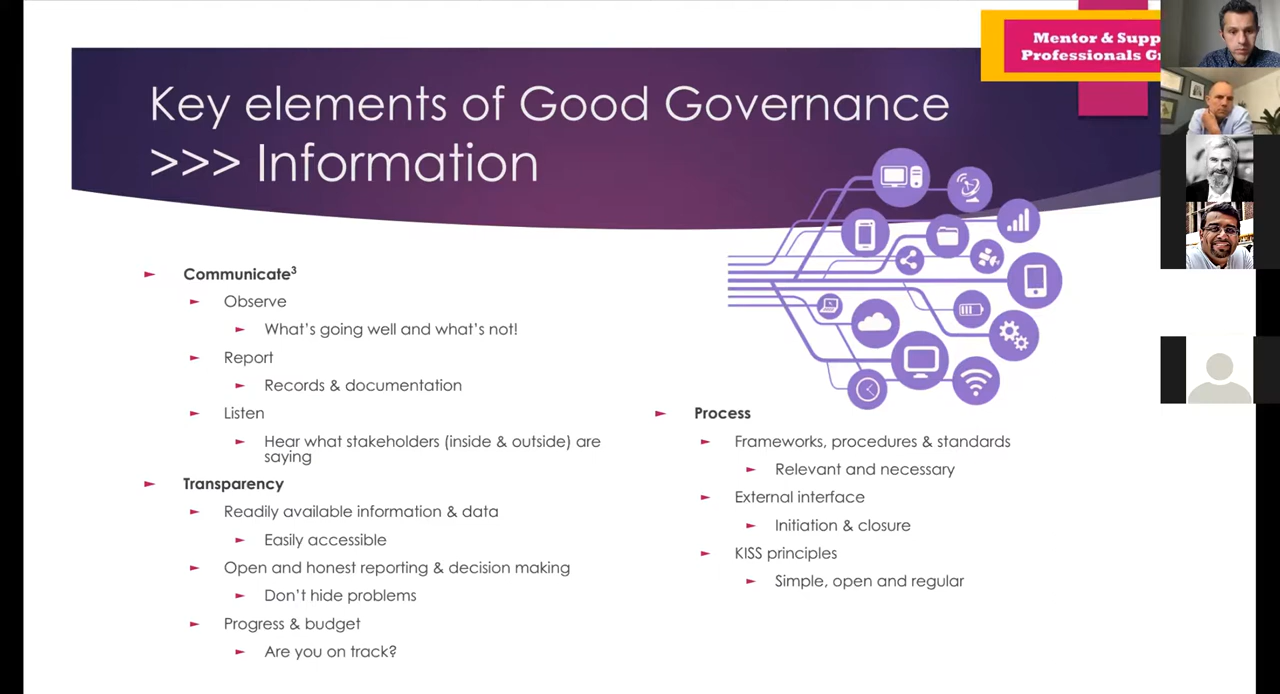 Key elements of Good Governance
>>> Information
Mentor & Supp
Professionals G
Communicate³
Observe
What's going well and what's not!
Report
Records & documentation
Listen
Hear what stakeholders (inside & outside) are
saying
Transparency
Readily available information & data
Easily accessible
Open and honest reporting & decision making
Don't hide problems
Progress & budget
Are you on track?
Process
Frameworks, procedures & standards
Relevant and necessary
External interface
Initiation & closure
KISS principles
Simple, open and regular